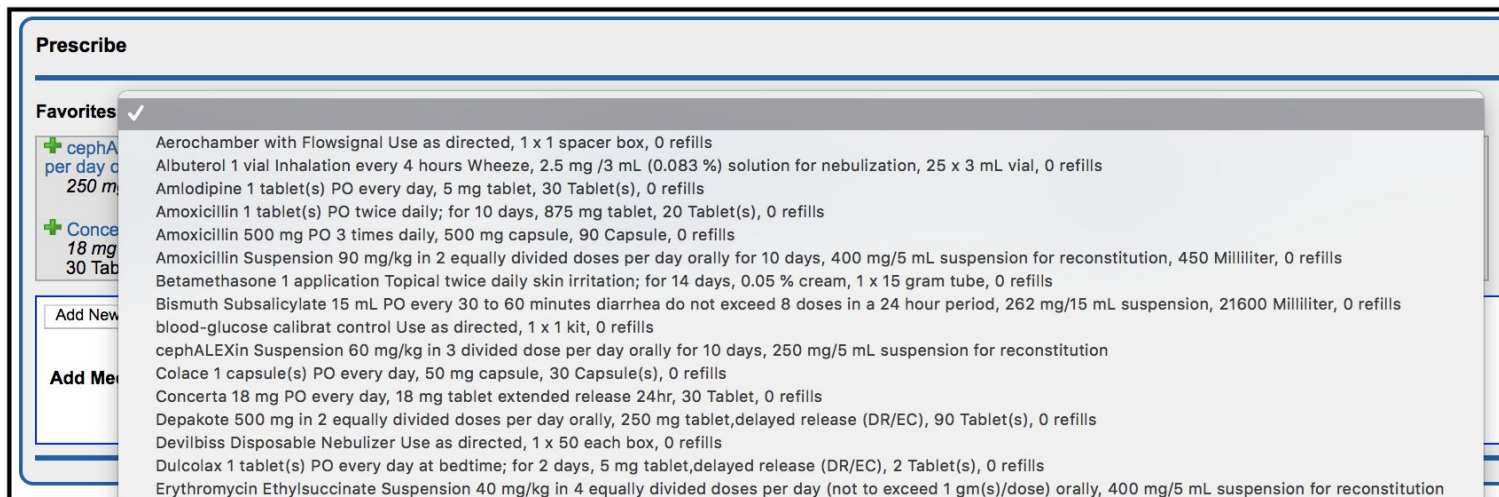 Prescribe
Favorites
Aerochamber with Flowsignal Use as directed, 1 x 1 spacer box, 0 refills
Albuterol 1 vial Inhalation every 4 hours Wheeze, 2.5 mg /3 mL (0.083 %) solution for nebulization, 25 x 3 mL vial, 0 refills
Amlodipine 1 tablet(s) PO every day, 5 mg tablet, 30 Tablet(s), 0 refills
Amoxicillin 1 tablet(s) PO twice daily; for 10 days, 875 mg tablet, 20 Tablet(s), 0 refills
Amoxicillin 500 mg PO 3 times daily, 500 mg capsule, 90 Capsule, 0 refills
Amoxicillin Suspension 90 mg/kg in 2 equally divided doses per day orally for 10 days, 400 mg/5 mL suspension for reconstitution, 450 Milliliter, 0 refills
Betamethasone 1 application Topical twice daily skin irritation; for 14 days, 0.05 % cream, 1 x 15 gram tube, 0 refills
Bismuth Subsalicylate 15 mL PO every 30 to 60 minutes diarrhea do not exceed 8 doses in a 24 hour period, 262 mg/15 mL suspension, 21600 Milliliter, 0 refills
blood-glucose calibrat control Use as directed, 1 x 1 kit, 0 refills
cephALEXin Suspension 60 mg/kg in 3 divided dose per day orally for 10 days, 250 mg/5 mL suspension for reconstitution
Colace 1 capsule(s) PO every day, 50 mg capsule, 30 Capsule(s), 0 refills
Concerta 18 mg PO every day, 18 mg tablet extended release 24hr, 30 Tablet, 0 refills
Depakote 500 mg in 2 equally divided doses per day orally, 250 mg tablet,delayed release (DR/EC), 90 Tablet(s), 0 refills
Devilbiss Disposable Nebulizer Use as directed, 1 x 50 each box, 0 refills
Dulcolax 1 tablet(s) PO every day at bedtime; for 2 days, 5 mg tablet,delayed release (DR/EC), 2 Tablet(s), 0 refills
Erythromycin Ethylsuccinate Suspension 40 mg/kg in 4 equally divided doses per day (not to exceed 1 gm(s)/dose) orally, 400 mg/5 mL suspension for reconstitution
cephA
per day o
250 m
Conce
18 mg
30 Tab
Add New
Add Me